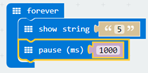 forever
show string “ 5 ”
pause (ms) 1000